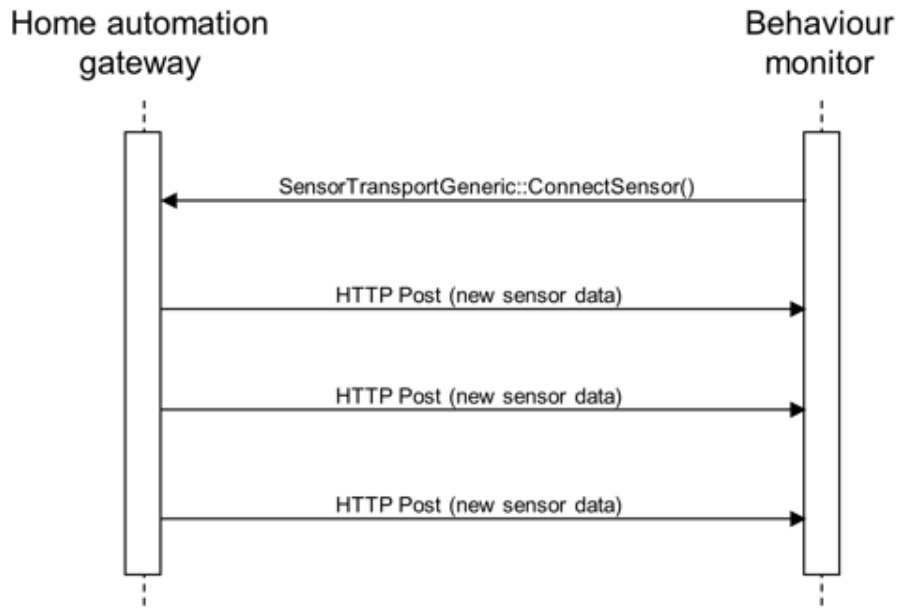 Home automation
gateway
Behaviour
monitor
SensorTransportGeneric::ConnectSensor()
HTTP Post (new sensor data)
HTTP Post (new sensor data)
HTTP Post (new sensor data)